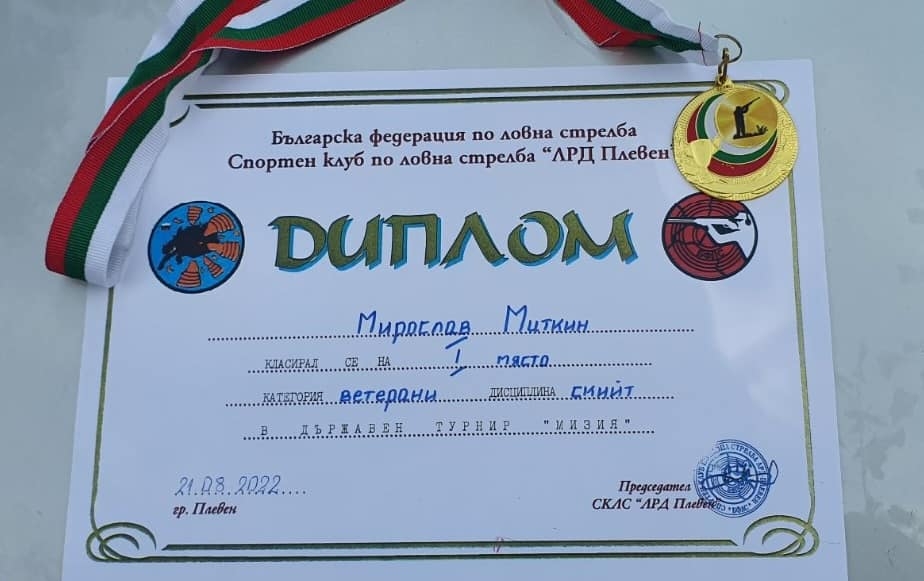 Българска федерация по ловна стрелба
Спортен клуб по ловна стрелба "ЛРД Плевен"
ДИПЛОМ
Мирослав Миткин
КЛАСИРАЛ СЕ НА I МЯСТО
КАТЕГОРИЯ ветерани ДИСЦИПЛИНА скийт
В ДЪРЖАВЕН ТУРНИР "МИЗИЯ"
21.08.2022....
гр. Плевен
Председател
СКЛС "ЛРД Плевен"